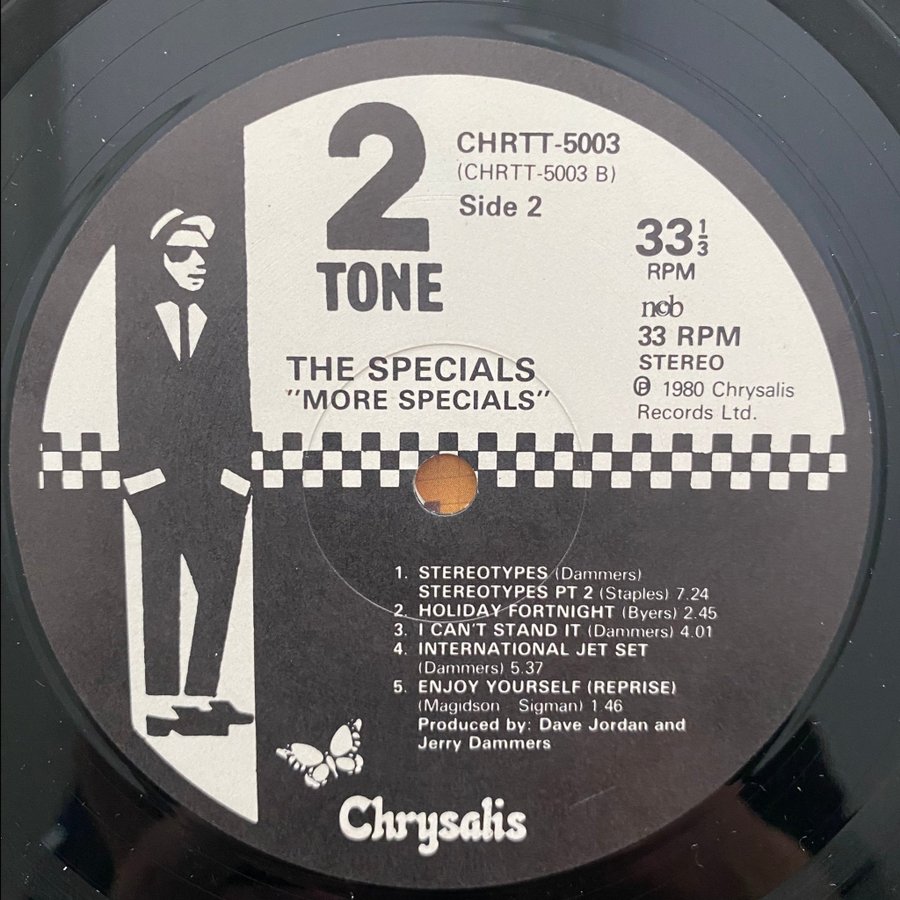 2
TONE
CHRTT-5003
(CHRTT-5003 B)
Side 2
33⅓
RPM
ncb
33 RPM
STEREO
℗ 1980 Chrysalis
Records Ltd.
THE SPECIALS
"MORE SPECIALS"
1. STEREOTYPES (Dammers)
STEREOTYPES PT 2 (Staples) 7.24
2. HOLIDAY FORTNIGHT (Byers) 2.45
3. I CAN'T STAND IT (Dammers) 4.01
4. INTERNATIONAL JET SET
(Dammers) 5.37
5. ENJOY YOURSELF (REPRISE)
(Magidson Sigman) 1 46
Produced by: Dave Jordan and
Jerry Dammers
Chrysalis